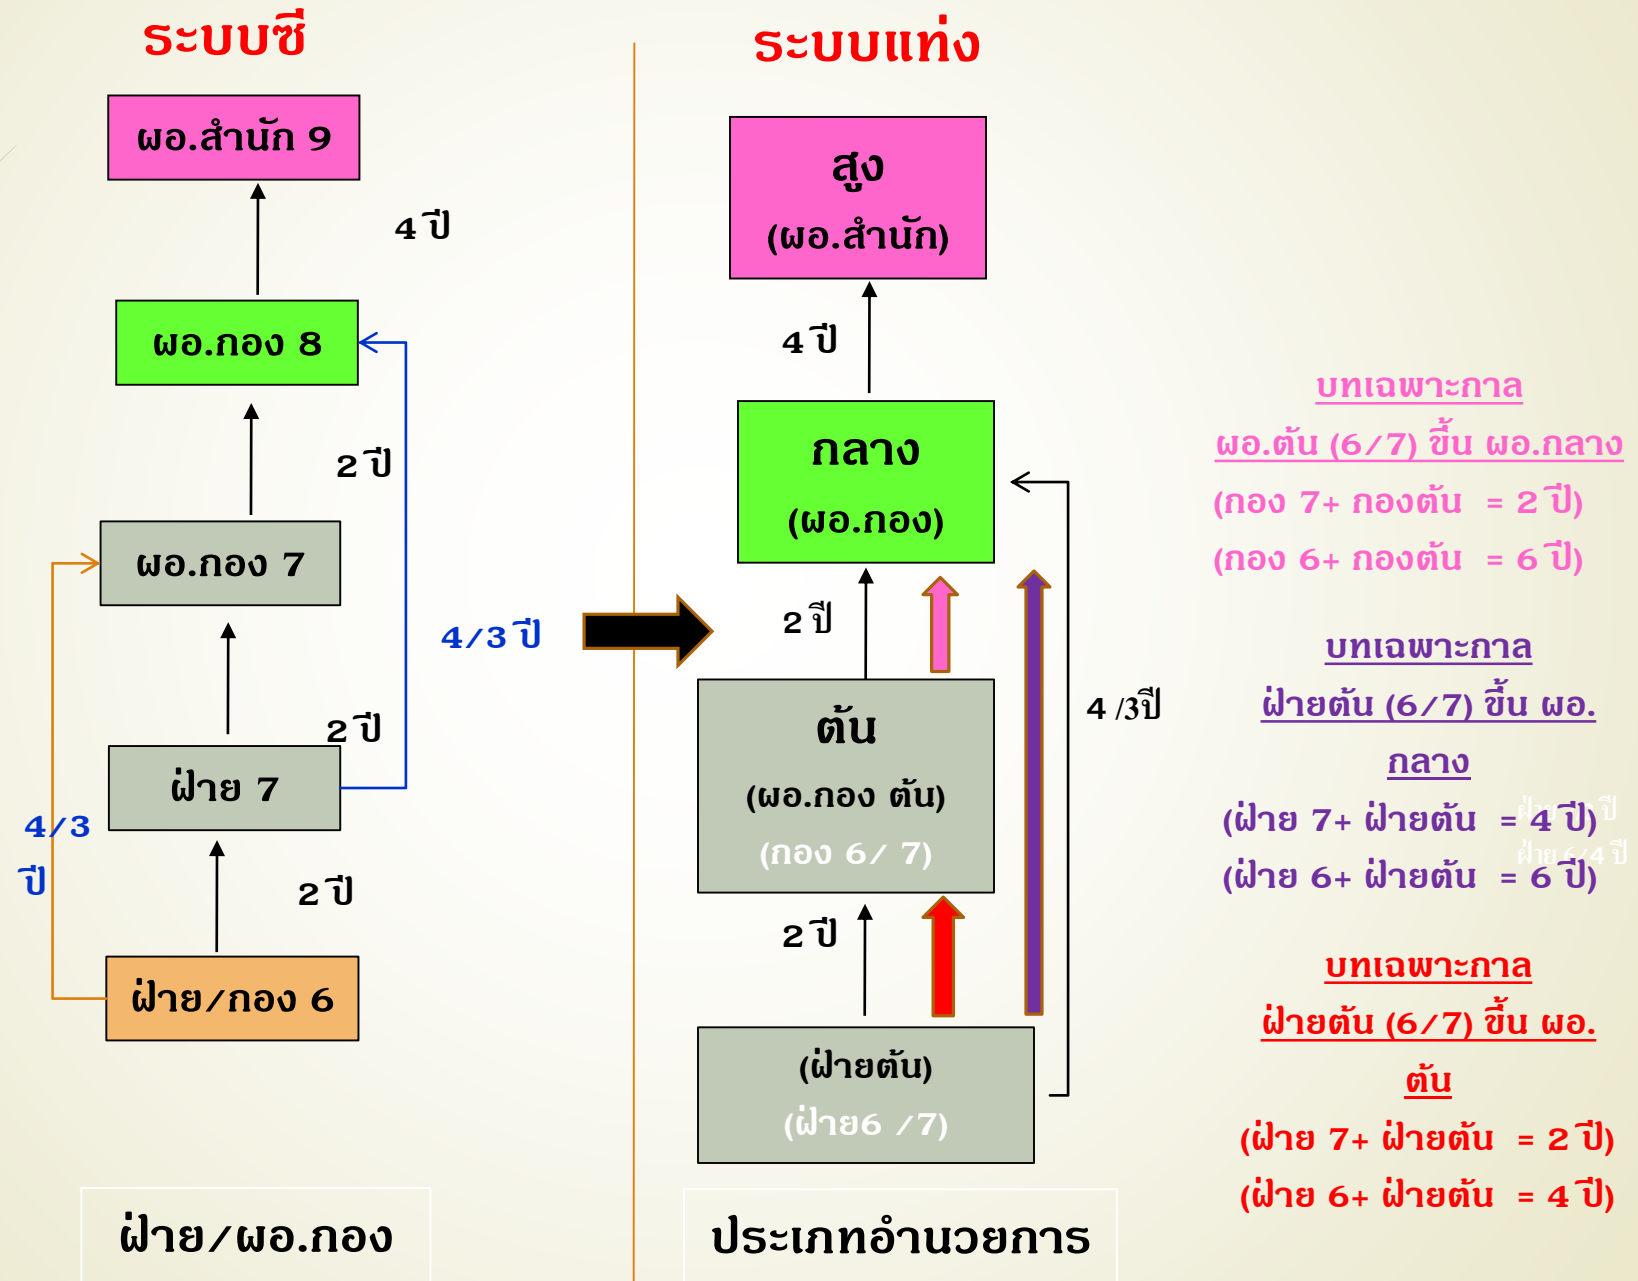 ระบบซี
ผอ.สำนัก 9
4 ปี
ผอ.กอง 8
2 ปี
ผอ.กอง 7
4/3 ปี
2 ปี
ฝ่าย 7
4/3
ปี
2 ปี
ฝ่าย/กอง 6
ฝ่าย/ผอ.กอง
ระบบแท่ง
สูง
(ผอ.สำนัก)
4 ปี
กลาง
(ผอ.กอง)
2 ปี
4 /3ปี
ต้น
(ผอ.กอง ต้น)
(กอง 6/ 7)
2 ปี
(ฝ่ายต้น)
(ฝ่าย6 /7)
ประเภทอำนวยการ
บทเฉพาะกาล
ผอ.ต้น (6/7) ขึ้น ผอ.กลาง
(กอง 7+ กองต้น = 2 ปี)
(กอง 6+ กองต้น = 6 ปี)
บทเฉพาะกาล
ฝ่ายต้น (6/7) ขึ้น ผอ.
กลาง
(ฝ่าย 7+ ฝ่ายต้น = 4 ปี)
(ฝ่าย 6+ ฝ่ายต้น = 6 ปี)
ฝ่าย ปี
ฝ่าย 6/4 ปี
บทเฉพาะกาล
ฝ่ายต้น (6/7) ขึ้น ผอ.
ต้น
(ฝ่าย 7+ ฝ่ายต้น = 2 ปี)
(ฝ่าย 6+ ฝ่ายต้น = 4 ปี)